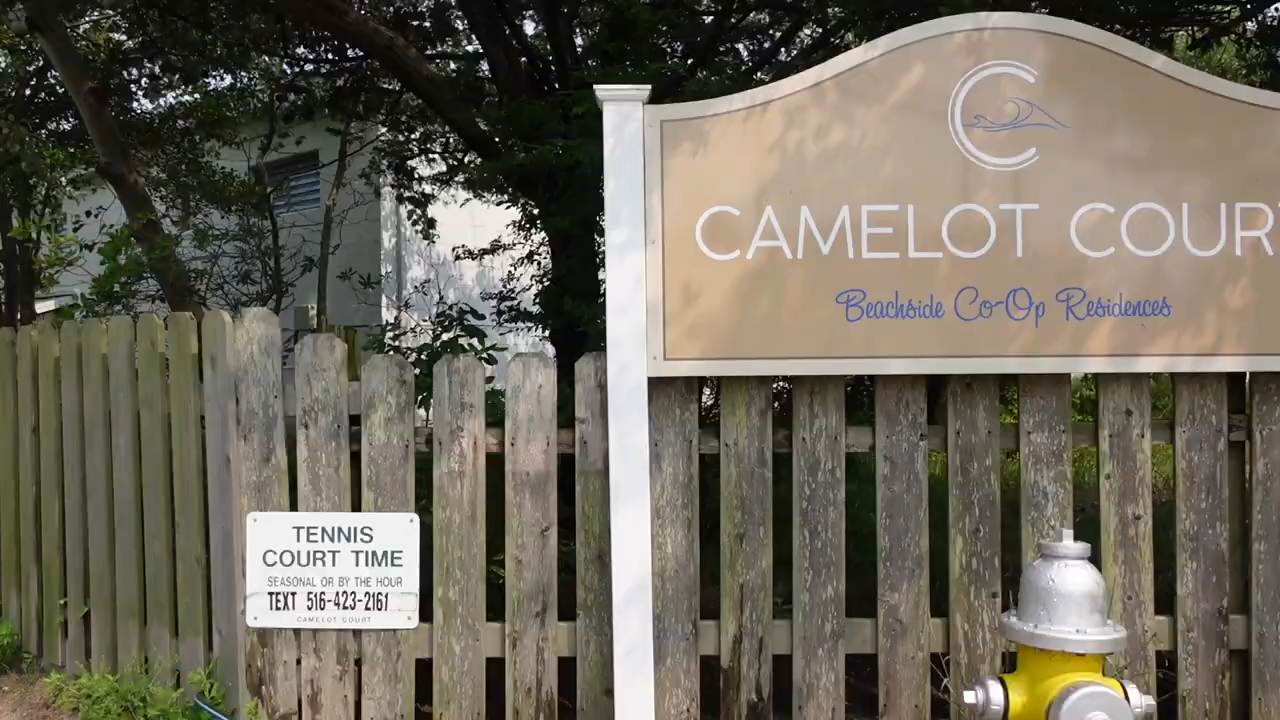 CAMELOT COURT
Beachside Co-Op Residences
TENNIS
COURT TIME
SEASONAL OR BY THE HOUR
TEXT 516-423-2161
CAMELOT COURT